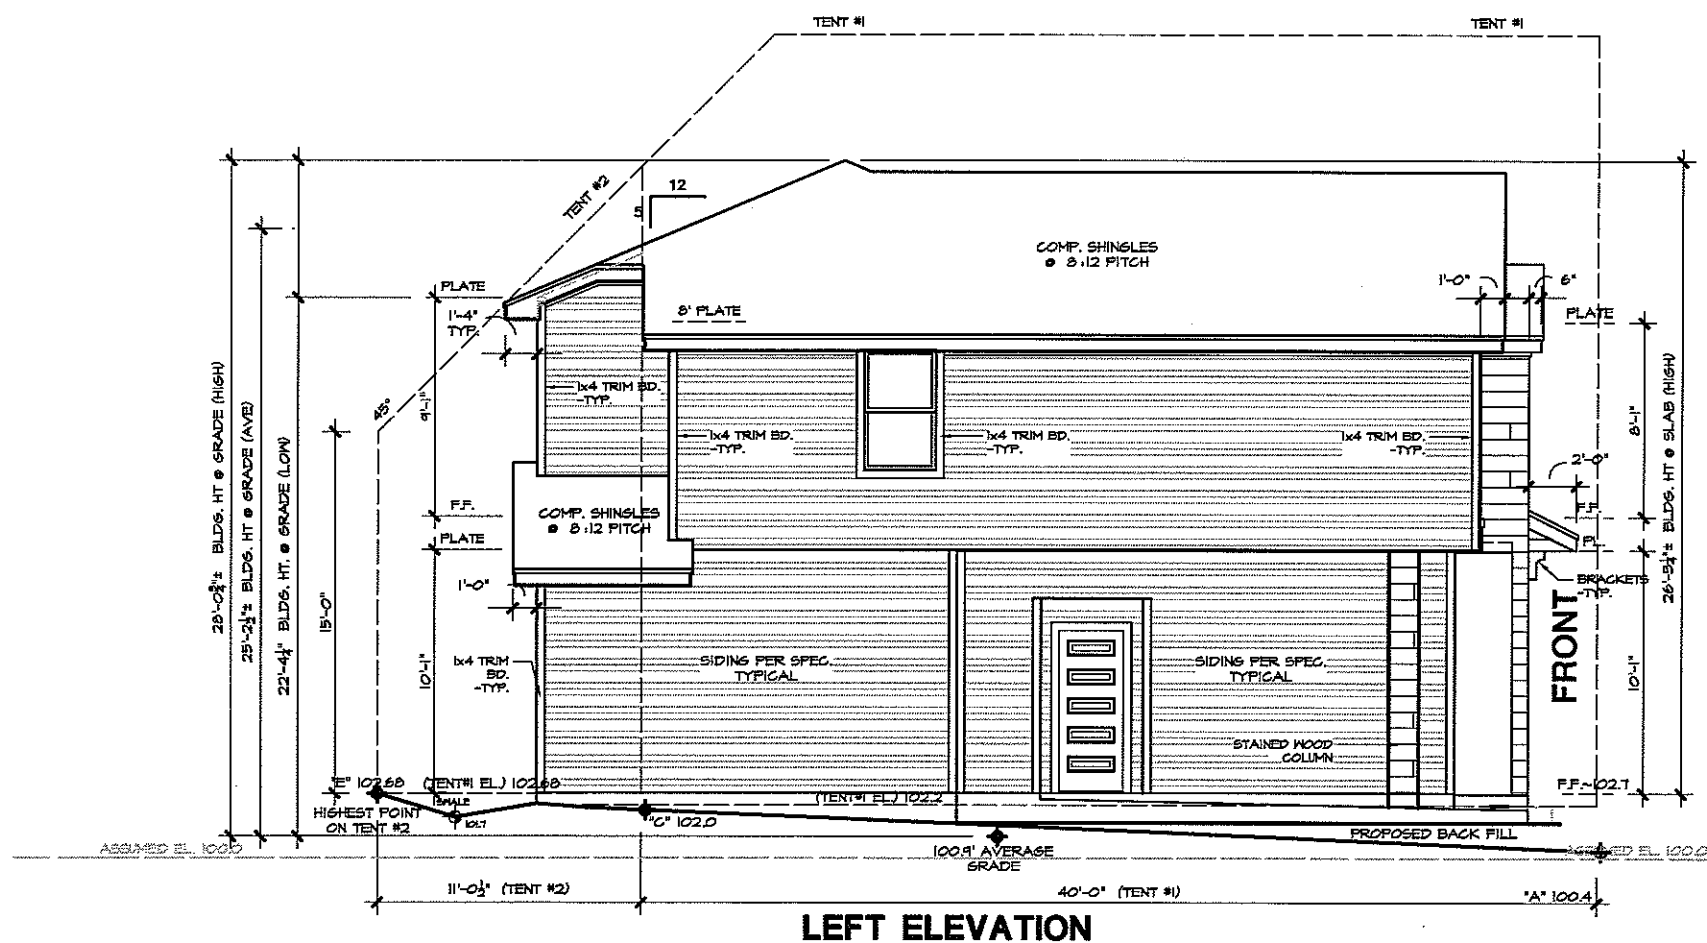 TENT #1
TENT #1
TENT #2
12
5
COMP. SHINGLES
@ 8:12 PITCH
1'-0"
6"
PLATE
1'-4"
TYP.
8' PLATE
PLATE
28'-0¾"± BLDG. HT @ GRADE (HIGH)
25'-2½"± BLDG. HT @ GRADE (AVE)
22'-4¼" BLDG. HT. @ GRADE (LOW)
45°
9'-1"
1x4 TRIM BD.
-TYP.
1x4 TRIM BD.
-TYP.
1x4 TRIM BD.
-TYP.
1x4 TRIM BD.
-TYP.
8'-1"
26'-5¼"± BLDG. HT @ SLAB (HIGH)
2'-0"
F.F.
COMP. SHINGLES
@ 8:12 PITCH
F.F.
PLATE
PL
15'-0"
1'-0"
BRACKETS
-TYP.
10'-1"
1x4 TRIM
BD.
-TYP.
SIDING PER SPEC.
TYPICAL
SIDING PER SPEC.
TYPICAL
FRONT
10'-1"
STAINED WOOD
COLUMN
"E" 102.68 (TENT#1 EL.) 102.68
(TENT#1 EL.) 102.2
F.F.~102.7
HIGHEST POINT
ON TENT #2
SWALE
101.7
"C" 102.0
PROPOSED BACK FILL
ASSUMED EL. 100.0
100.9' AVERAGE
GRADE
ASSUMED EL. 100.0
11'-0½" (TENT #2)
40'-0" (TENT #1)
"A" 100.4
LEFT ELEVATION